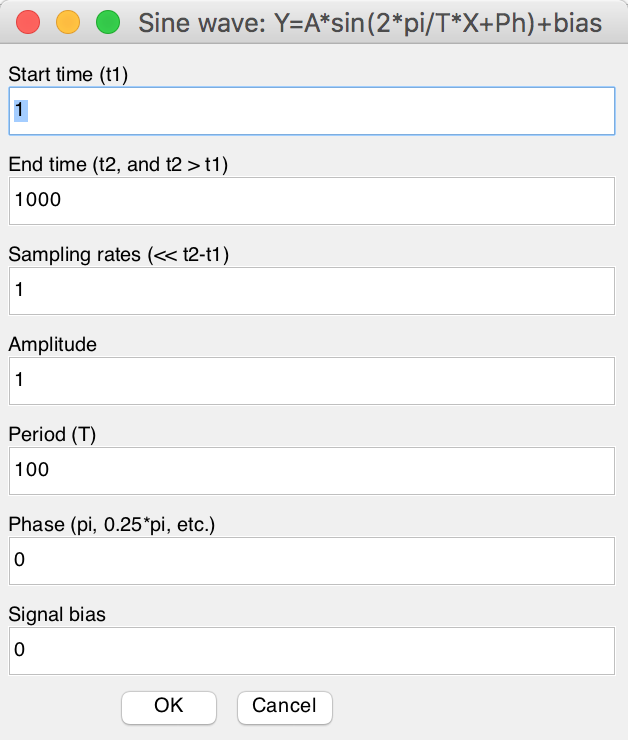 Sine wave: Y=A*sin(2*pi/T*X+Ph)+bias
Start time (t1)
1
End time (t2, and t2 > t1)
1000
Sampling rates (<< t2-t1)
1
Amplitude
1
Period (T)
100
Phase (pi, 0.25*pi, etc.)
0
Signal bias
0
OK Cancel